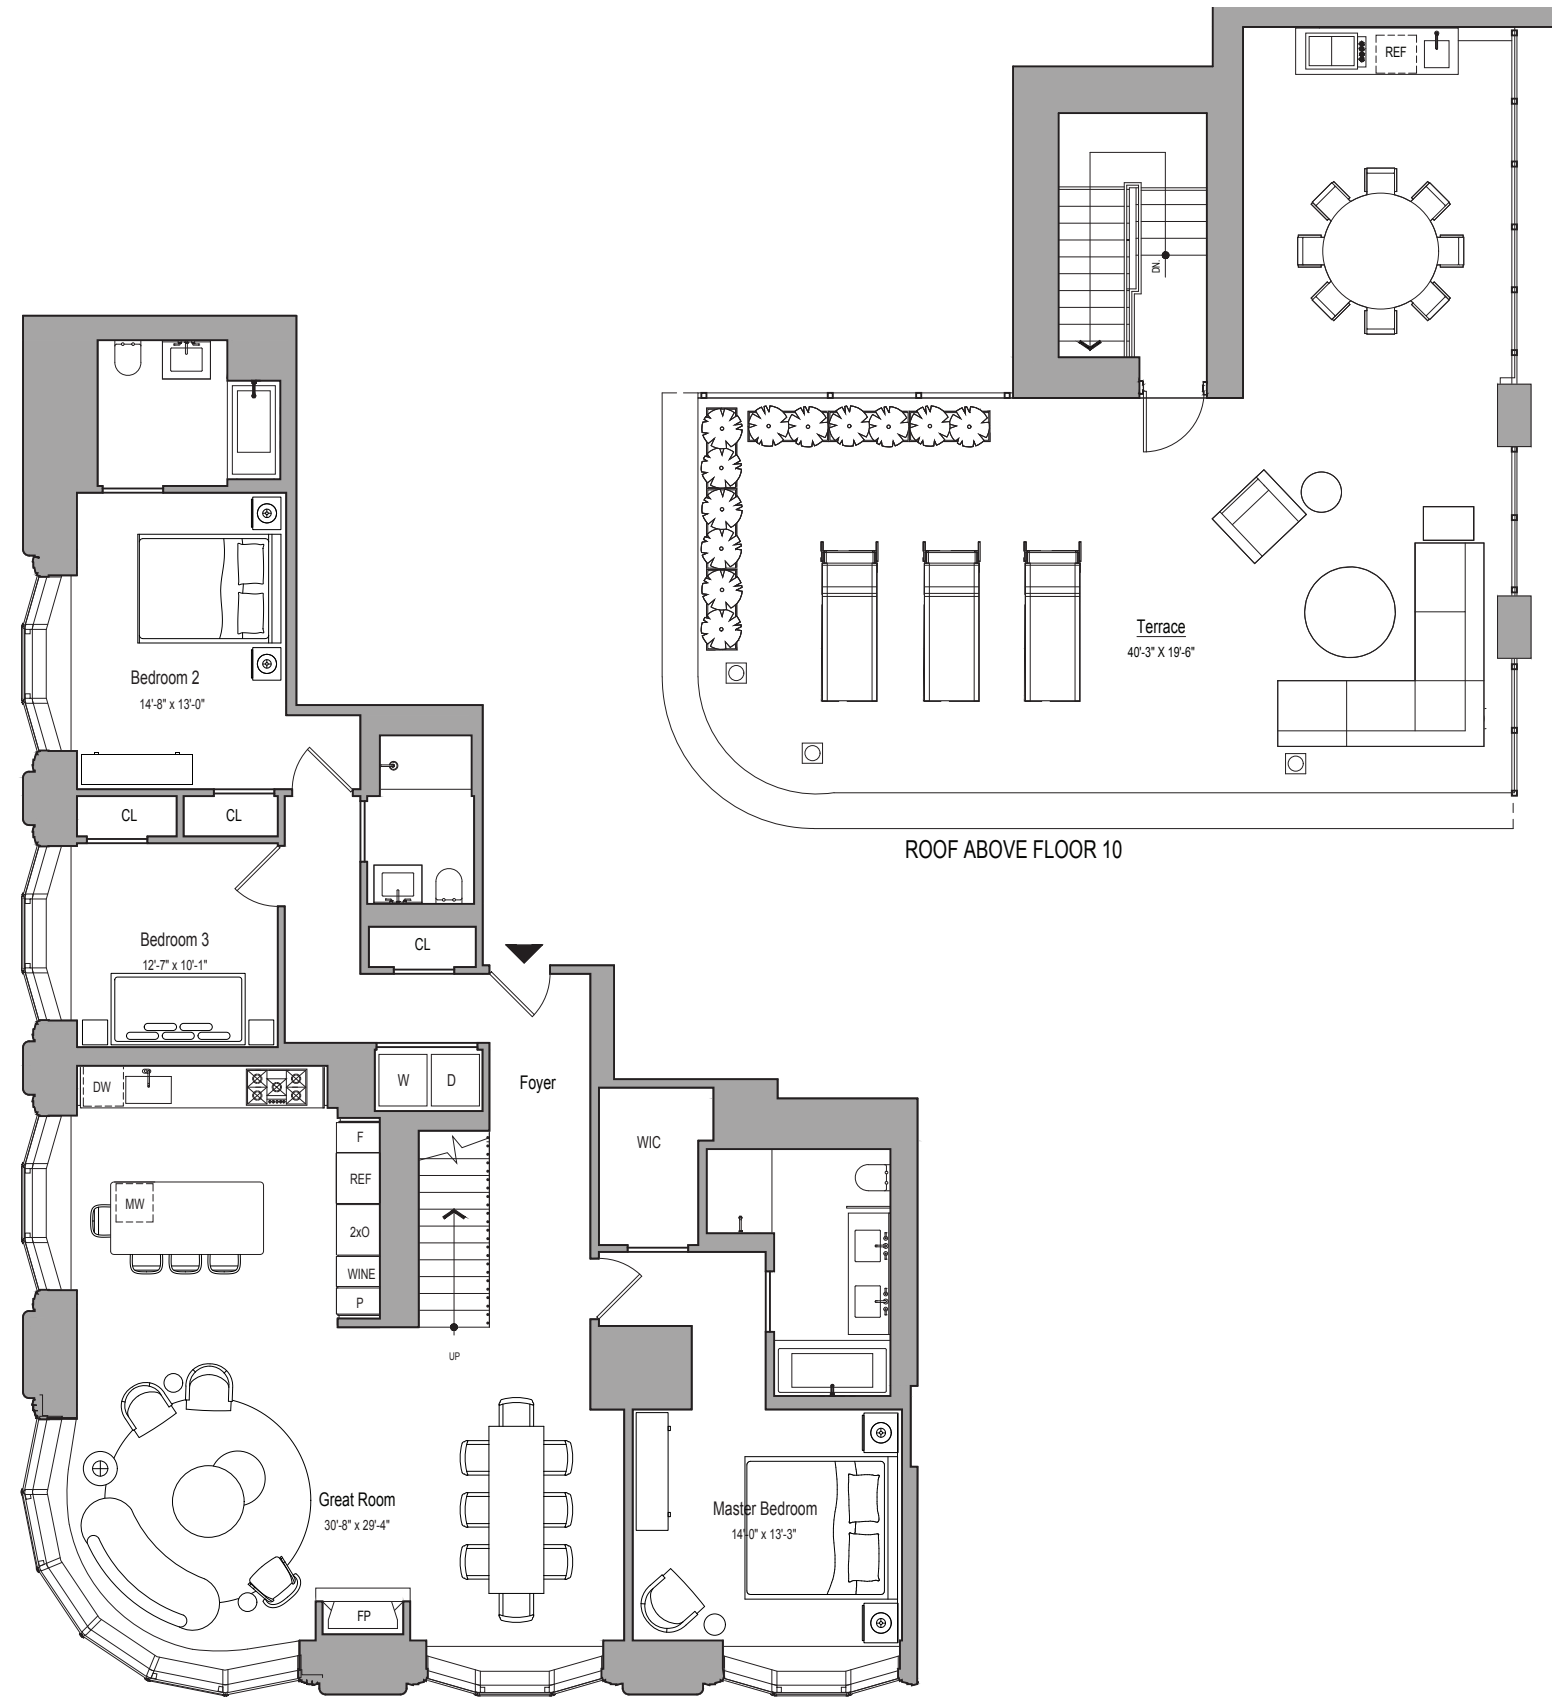 REF
DN.
Terrace
40'-3" X 19'-6"
ROOF ABOVE FLOOR 10
Bedroom 2
14'-8" x 13'-0"
CL
CL
Bedroom 3
12'-7" x 10'-1"
CL
DW
W
D
Foyer
F
WIC
REF
MW
2xO
WINE
P
UP
Great Room
30'-8" x 29'-4"
Master Bedroom
14'-0" x 13'-3"
FP